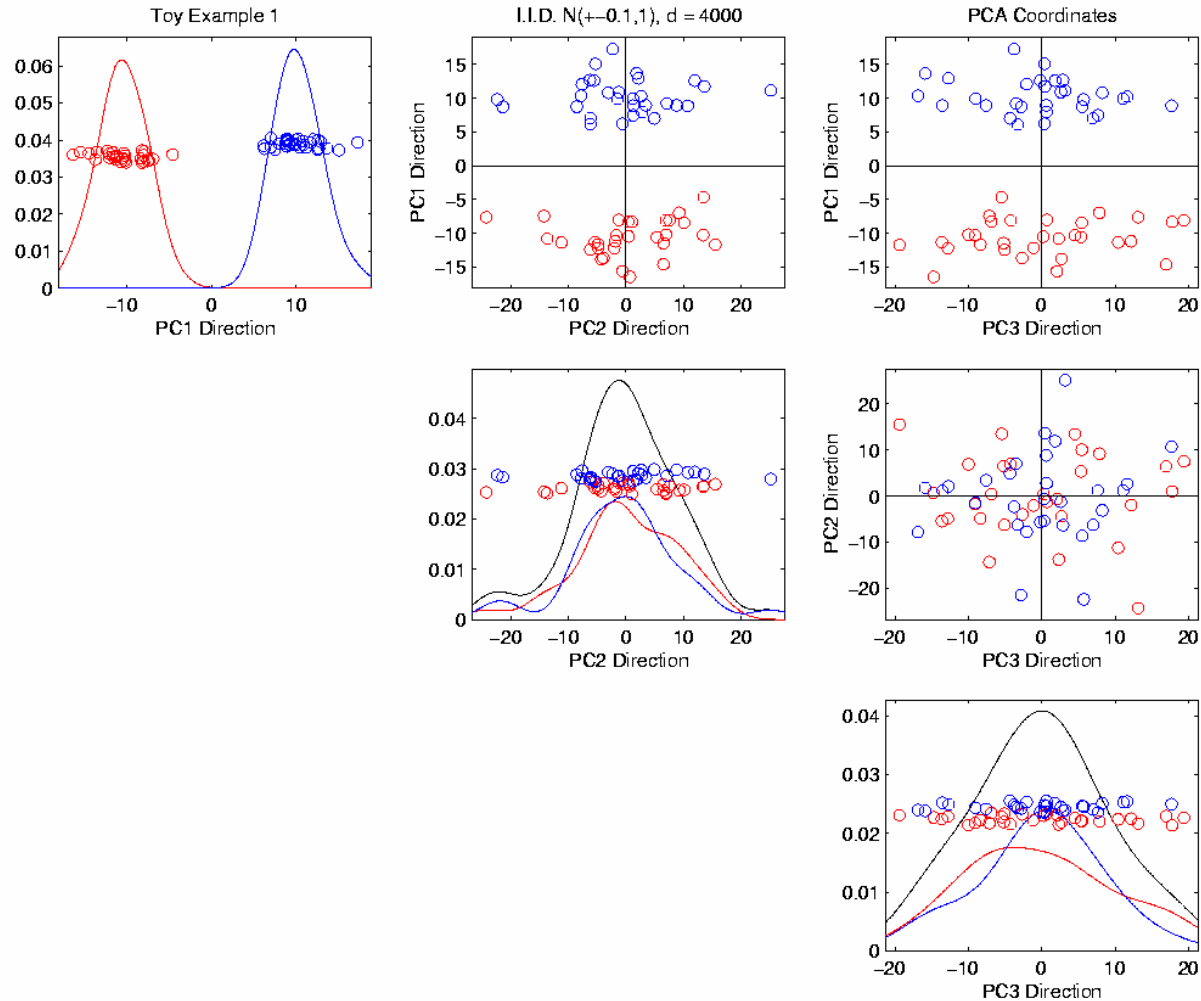 Toy Example 1
I.I.D. N(+−0.1,1), d = 4000
PCA Coordinates
0.06
0.05
0.04
0.03
0.02
0.01
0
−10 0 10
PC1 Direction
PC1 Direction
15
10
5
0
−5
−10
−15
−20 −10 0 10 20
PC2 Direction
PC1 Direction
15
10
5
0
−5
−10
−15
−20 −10 0 10 20
PC3 Direction
0.04
0.03
0.02
0.01
0
−20 −10 0 10 20
PC2 Direction
PC2 Direction
20
10
0
−10
−20
−20 −10 0 10 20
PC3 Direction
0.04
0.03
0.02
0.01
0
−20 −10 0 10 20
PC3 Direction